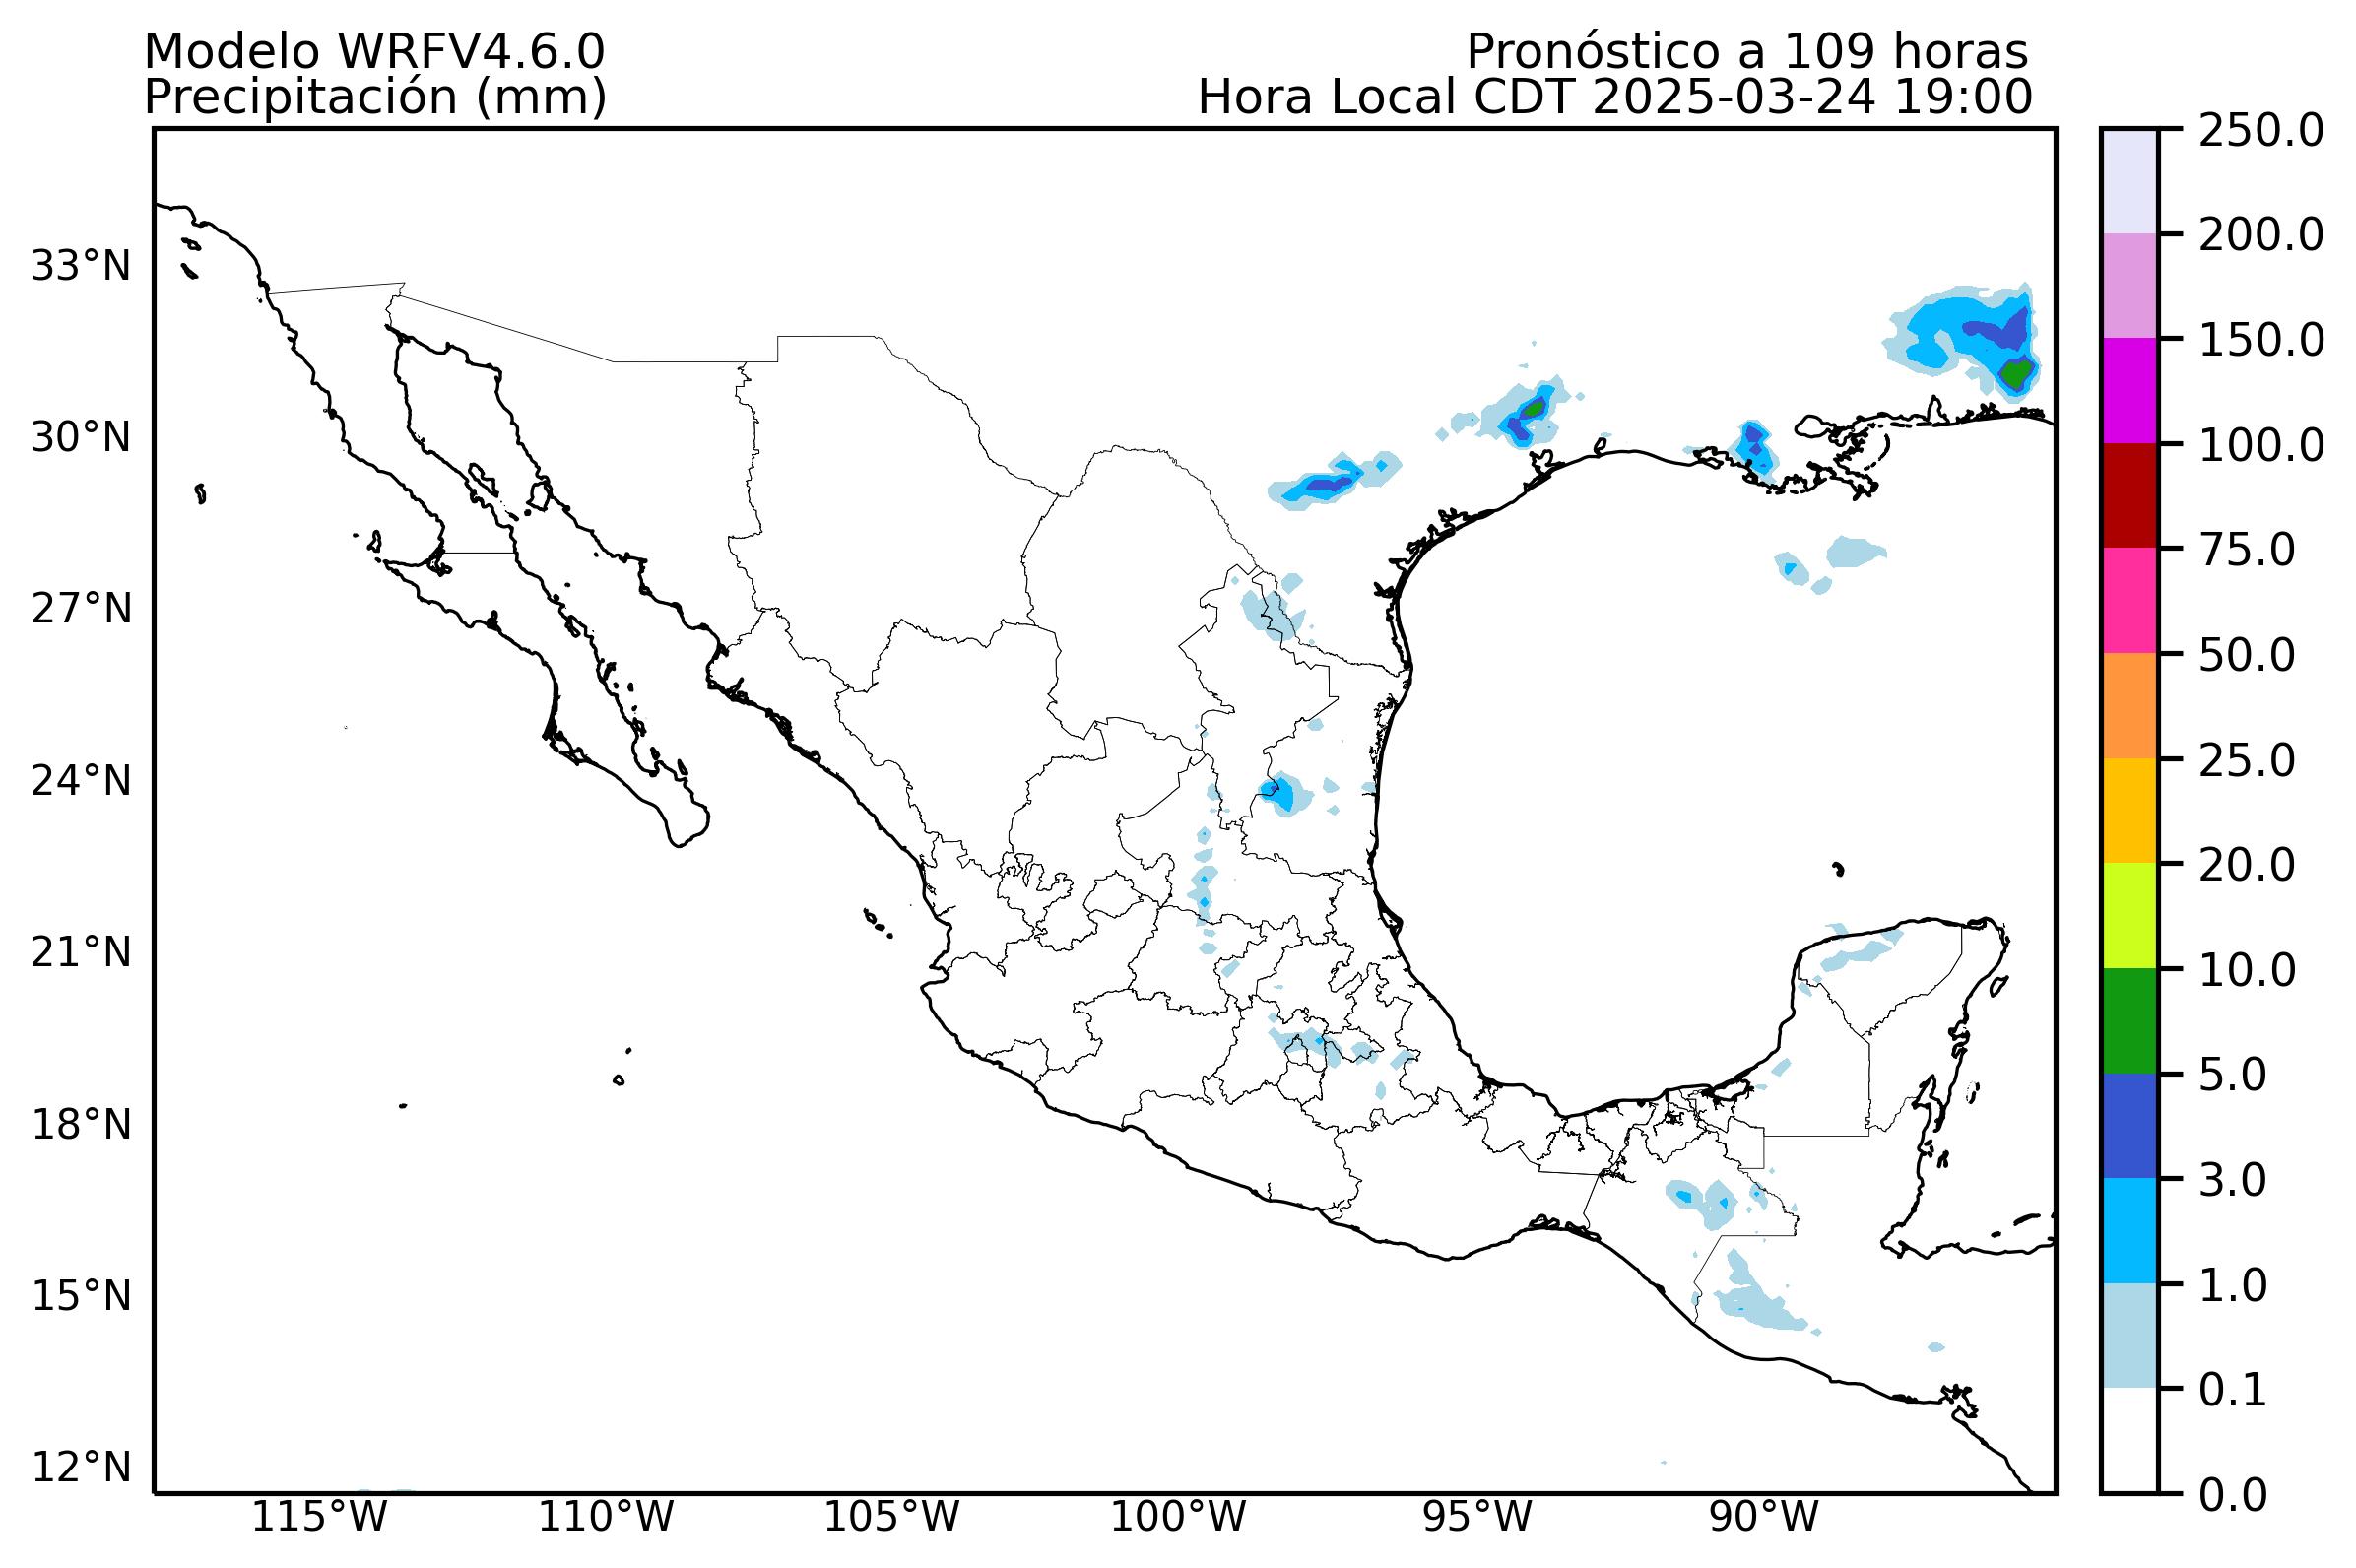 Modelo WRFV4.6.0
Precipitación (mm)
Pronóstico a 109 horas
Hora Local CDT 2025-03-24 19:00
33°N
30°N
27°N
24°N
21°N
18°N
15°N
12°N
115°W
110°W
105°W
100°W
95°W
90°W
250.0
200.0
150.0
100.0
75.0
50.0
25.0
20.0
10.0
5.0
3.0
1.0
0.1
0.0